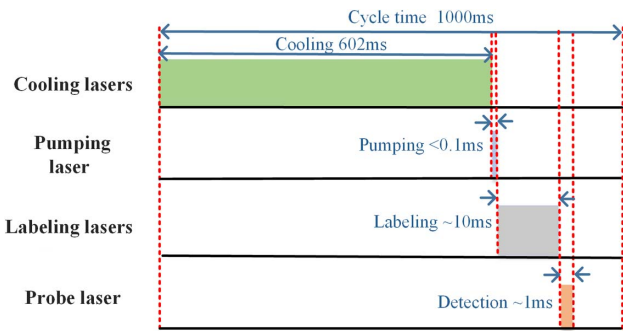 Cycle time 1000ms
Cooling 602ms
Cooling lasers
Pumping
laser
Pumping <0.1ms
Labeling lasers
Labeling ~10ms
Probe laser
Detection ~1ms